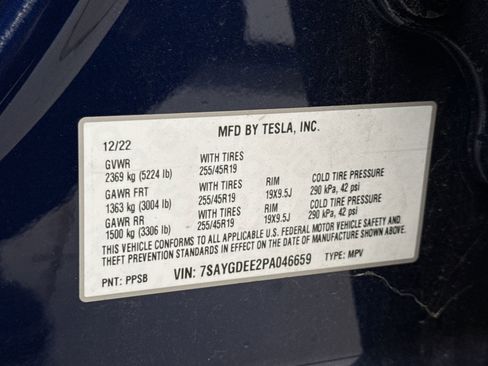 MFD BY TESLA, INC.
12/22
GVWR WITH TIRES
2369 kg (5224 lb) 255/45R19 RIM COLD TIRE PRESSURE
GAWR FRT WITH TIRES 19X9.5J 290 kPa, 42 psi
1363 kg (3004 lb) 255/45R19 RIM COLD TIRE PRESSURE
GAWR RR WITH TIRES 19X9.5J 290 kPa, 42 psi
1500 kg (3306 lb) 255/45R19
THIS VEHICLE CONFORMS TO ALL APPLICABLE U.S. FEDERAL MOTOR VEHICLE SAFETY AND
THEFT PREVENTION STANDARDS IN EFFECT ON THE DATE OF MANUFACTURE SHOWN ABOVE.
PNT: PPSB VIN: 7SAYGDEE2PA046659 TYPE: MPV